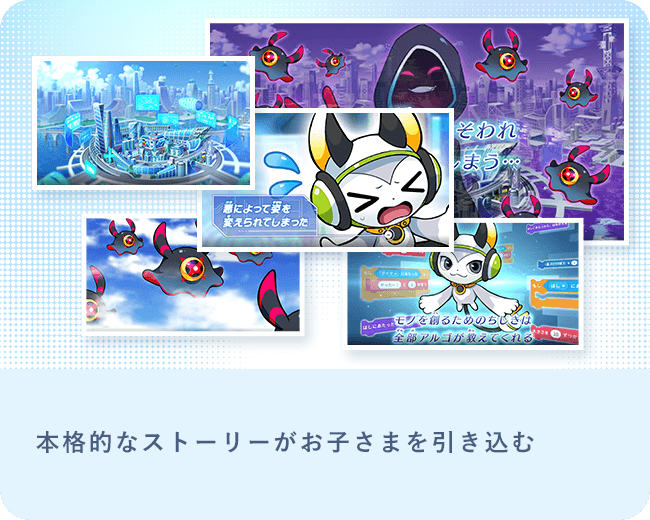 そわれ
しまう…
悪によって姿を
変えられてしまった
モノを創るためのちしきは
全部アルゴが教えてくれる
本格的なストーリーがお子さまを引き込む